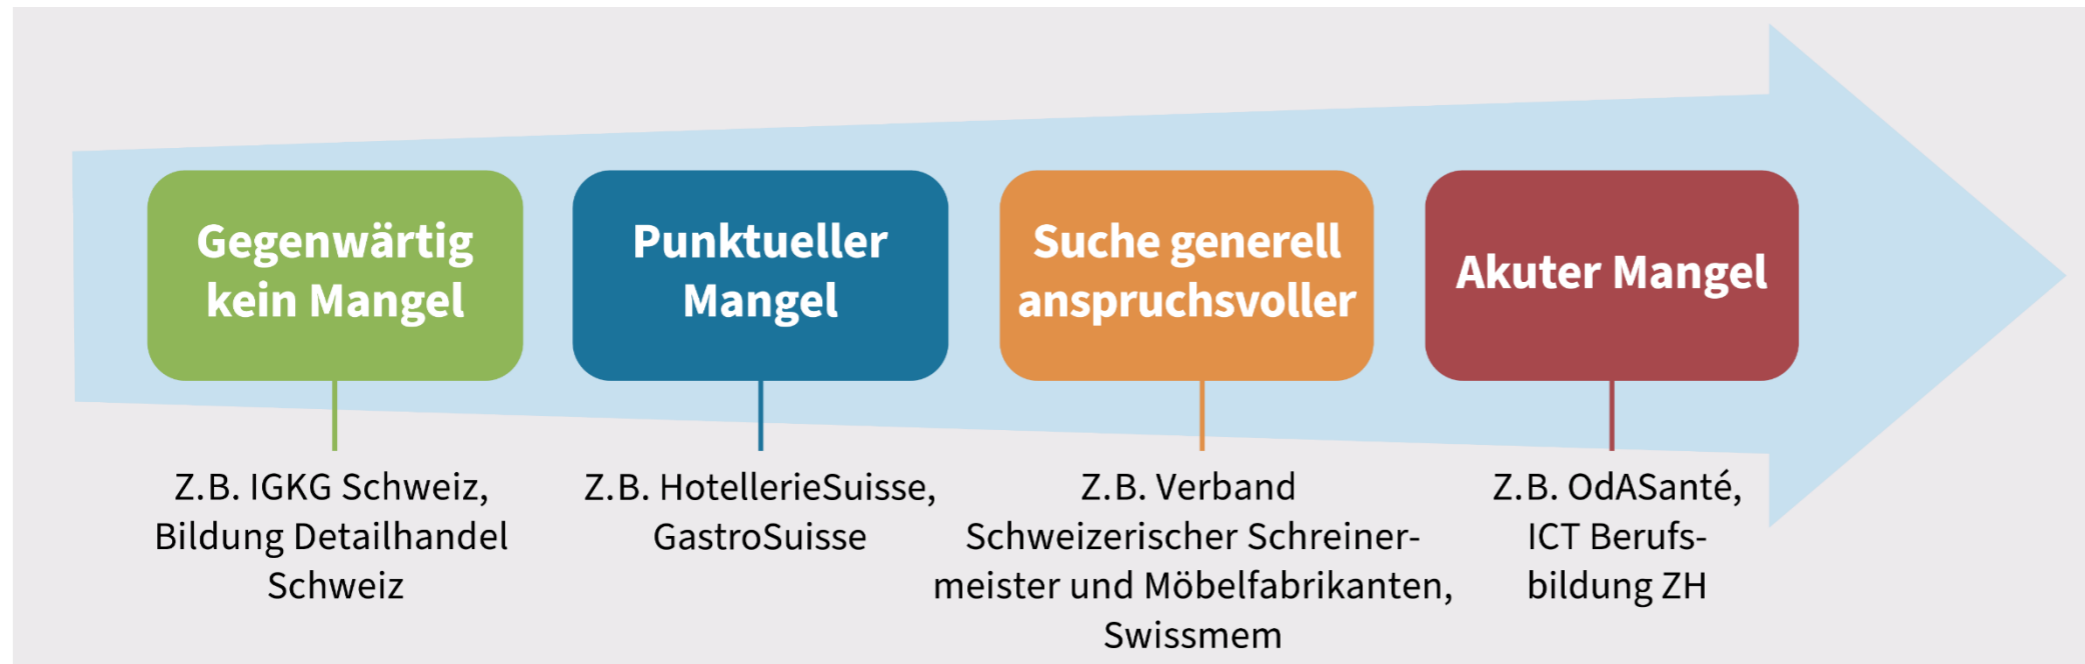 Gegenwärtig
kein Mangel
Punktueller
Mangel
Suche generell
anspruchsvoller
Akuter Mangel
Z.B. IGKG Schweiz,
Bildung Detailhandel
Schweiz
Z.B. HotellerieSuisse,
GastroSuisse
Z.B. Verband
Schweizerischer Schreiner-
meister und Möbelfabrikanten,
Swissmem
Z.B. OdASanté,
ICT Berufs-
bildung ZH